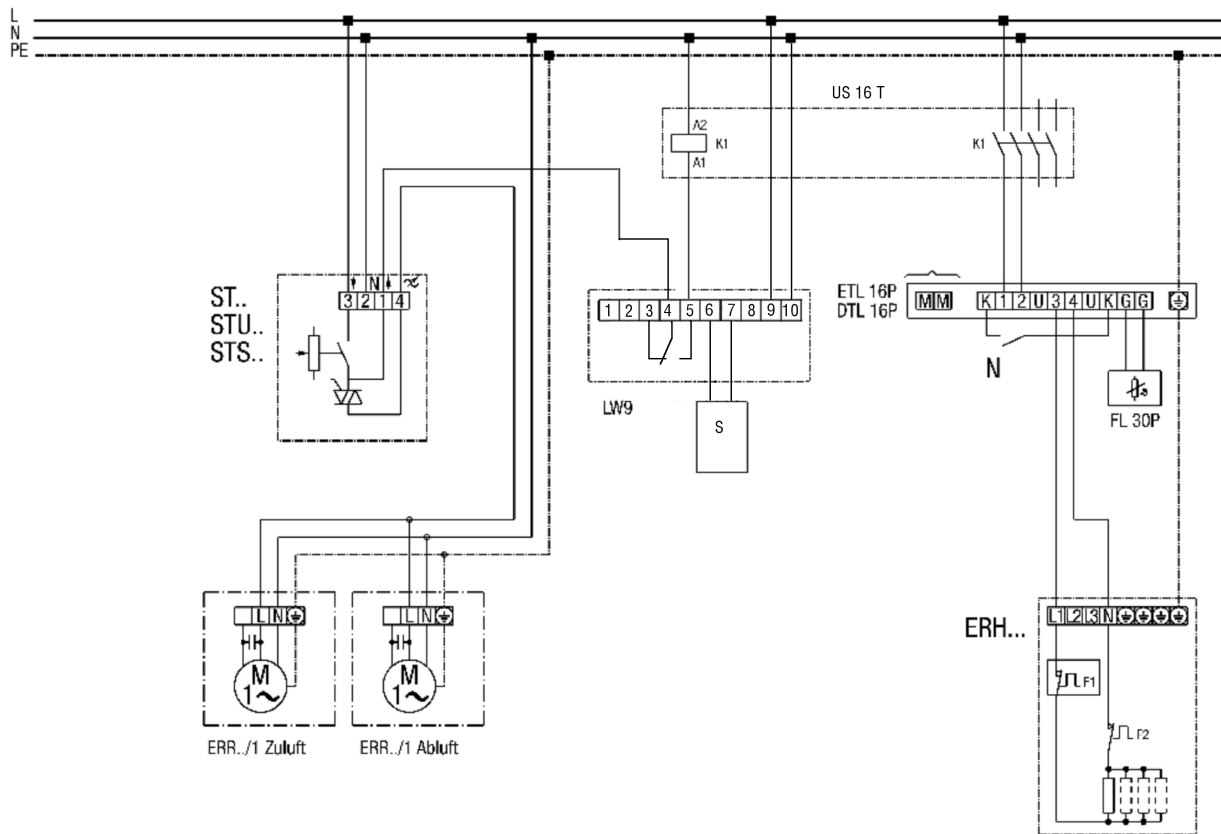 L
N
PE
US 16 T
A2
K1
A1
K1
ST..
STU..
STS..
N
3 2 1 4
1 2 3 4 5 6 7 8 9 10
LW9
S
ETL 16P
DTL 16P
M M K 1 2 U 3 4 U K G G
N
FL 30P
L N
M
1~
ERR../1 Zuluft
L N
M
1~
ERR../1 Abluft
ERH...
L1 L2 L3 N
F1
F2